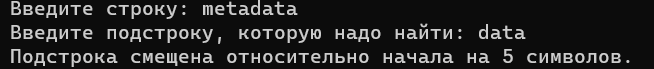 Введите строку: metadata
Введите подстроку, которую надо найти: data
Подстрока смещена относительно начала на 5 символов.